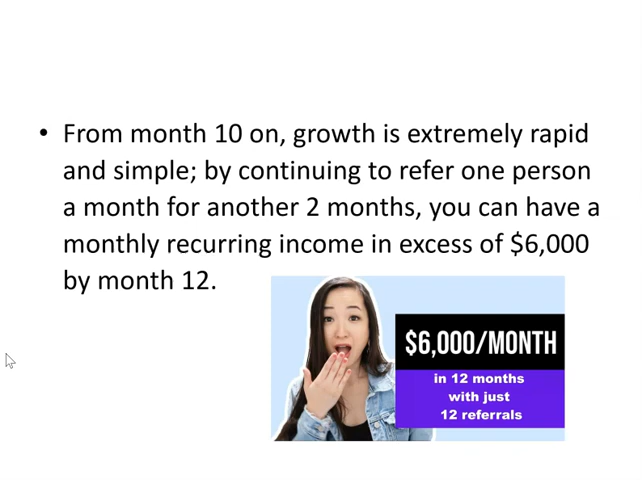 • From month 10 on, growth is extremely rapid
and simple; by continuing to refer one person
a month for another 2 months, you can have a
monthly recurring income in excess of $6,000
by month 12.
$6,000/MONTH
in 12 months
with just
12 referrals